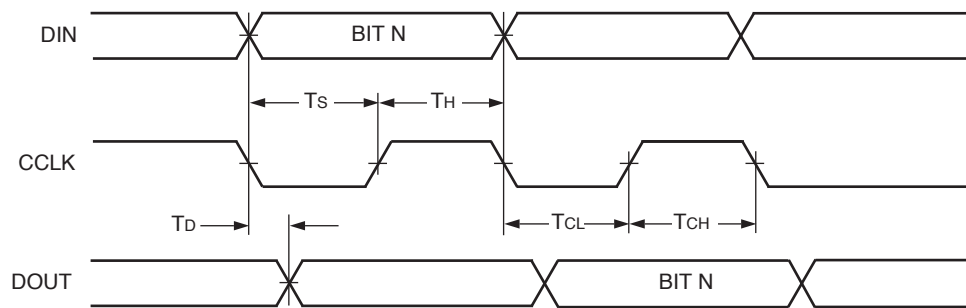 DIN
BIT N
TS
TH
CCLK
TD
TCL
TCH
DOUT
BIT N